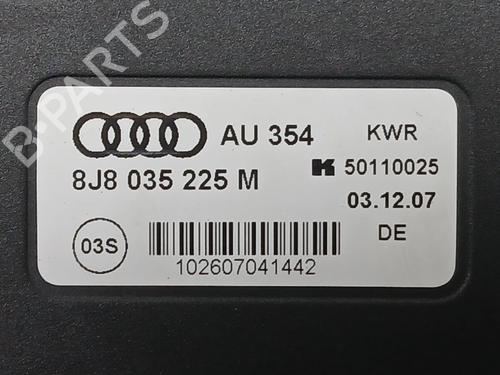 B-PARTS
AU 354
KWR
8J8 035 225 M
K 50110025
03.12.07
03S
DE
102607041442